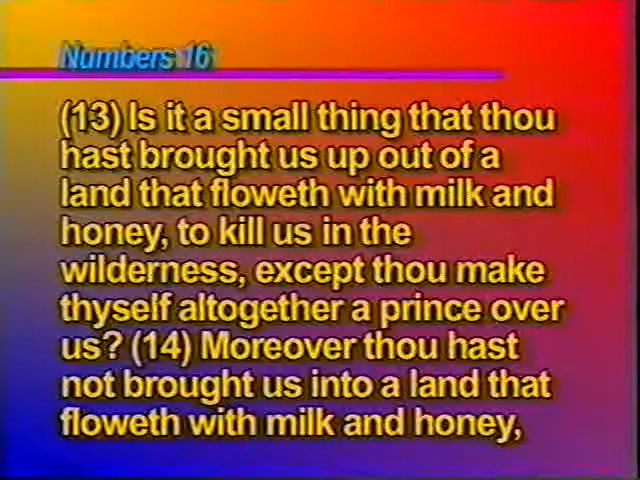 Numbers 16
(13) Is it a small thing that thou
hast brought us up out of a
land that floweth with milk and
honey, to kill us in the
wilderness, except thou make
thyself altogether a prince over
us? (14) Moreover thou hast
not brought us into a land that
floweth with milk and honey,